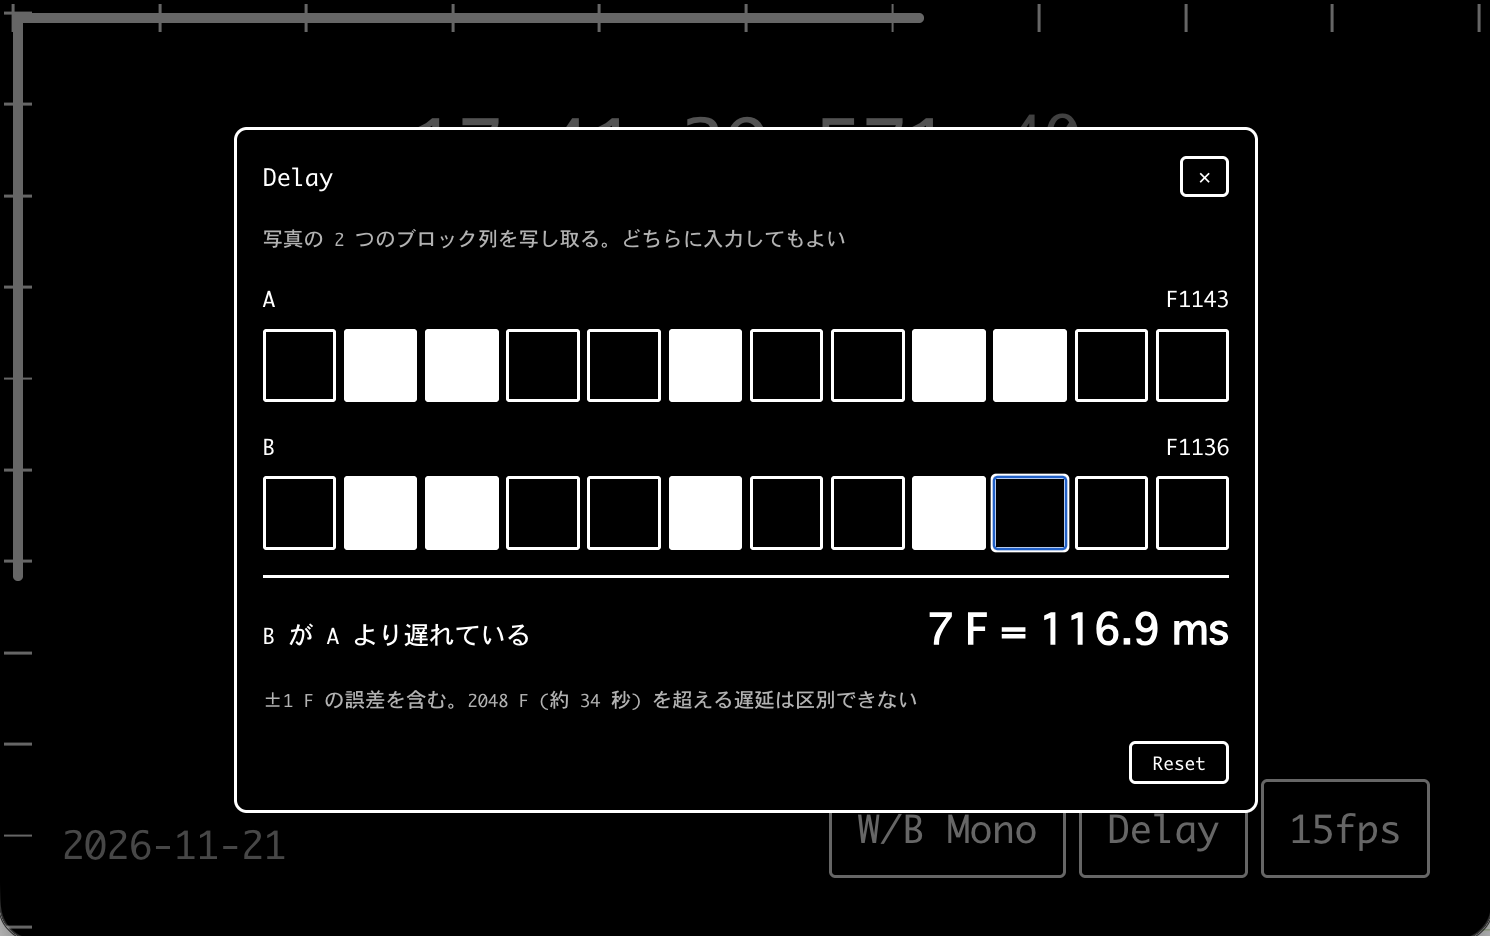 Delay
×
写真の 2 つのブロック列を写し取る。どちらに入力してもよい
A F1143
B F1136
B が A より遅れている 7 F = 116.9 ms
±1 F の誤差を含む。2048 F (約 34 秒) を超える遅延は区別できない
Reset
2026-11-21 W/B Mono Delay 15fps